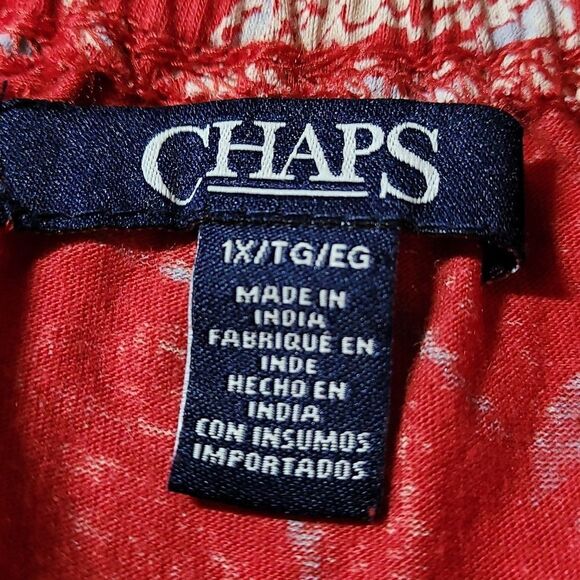 CHAPS
1X/TG/EG
MADE IN
INDIA
FABRIQUÉ EN
INDE
HECHO EN
INDIA
CON INSUMOS
IMPORTADOS